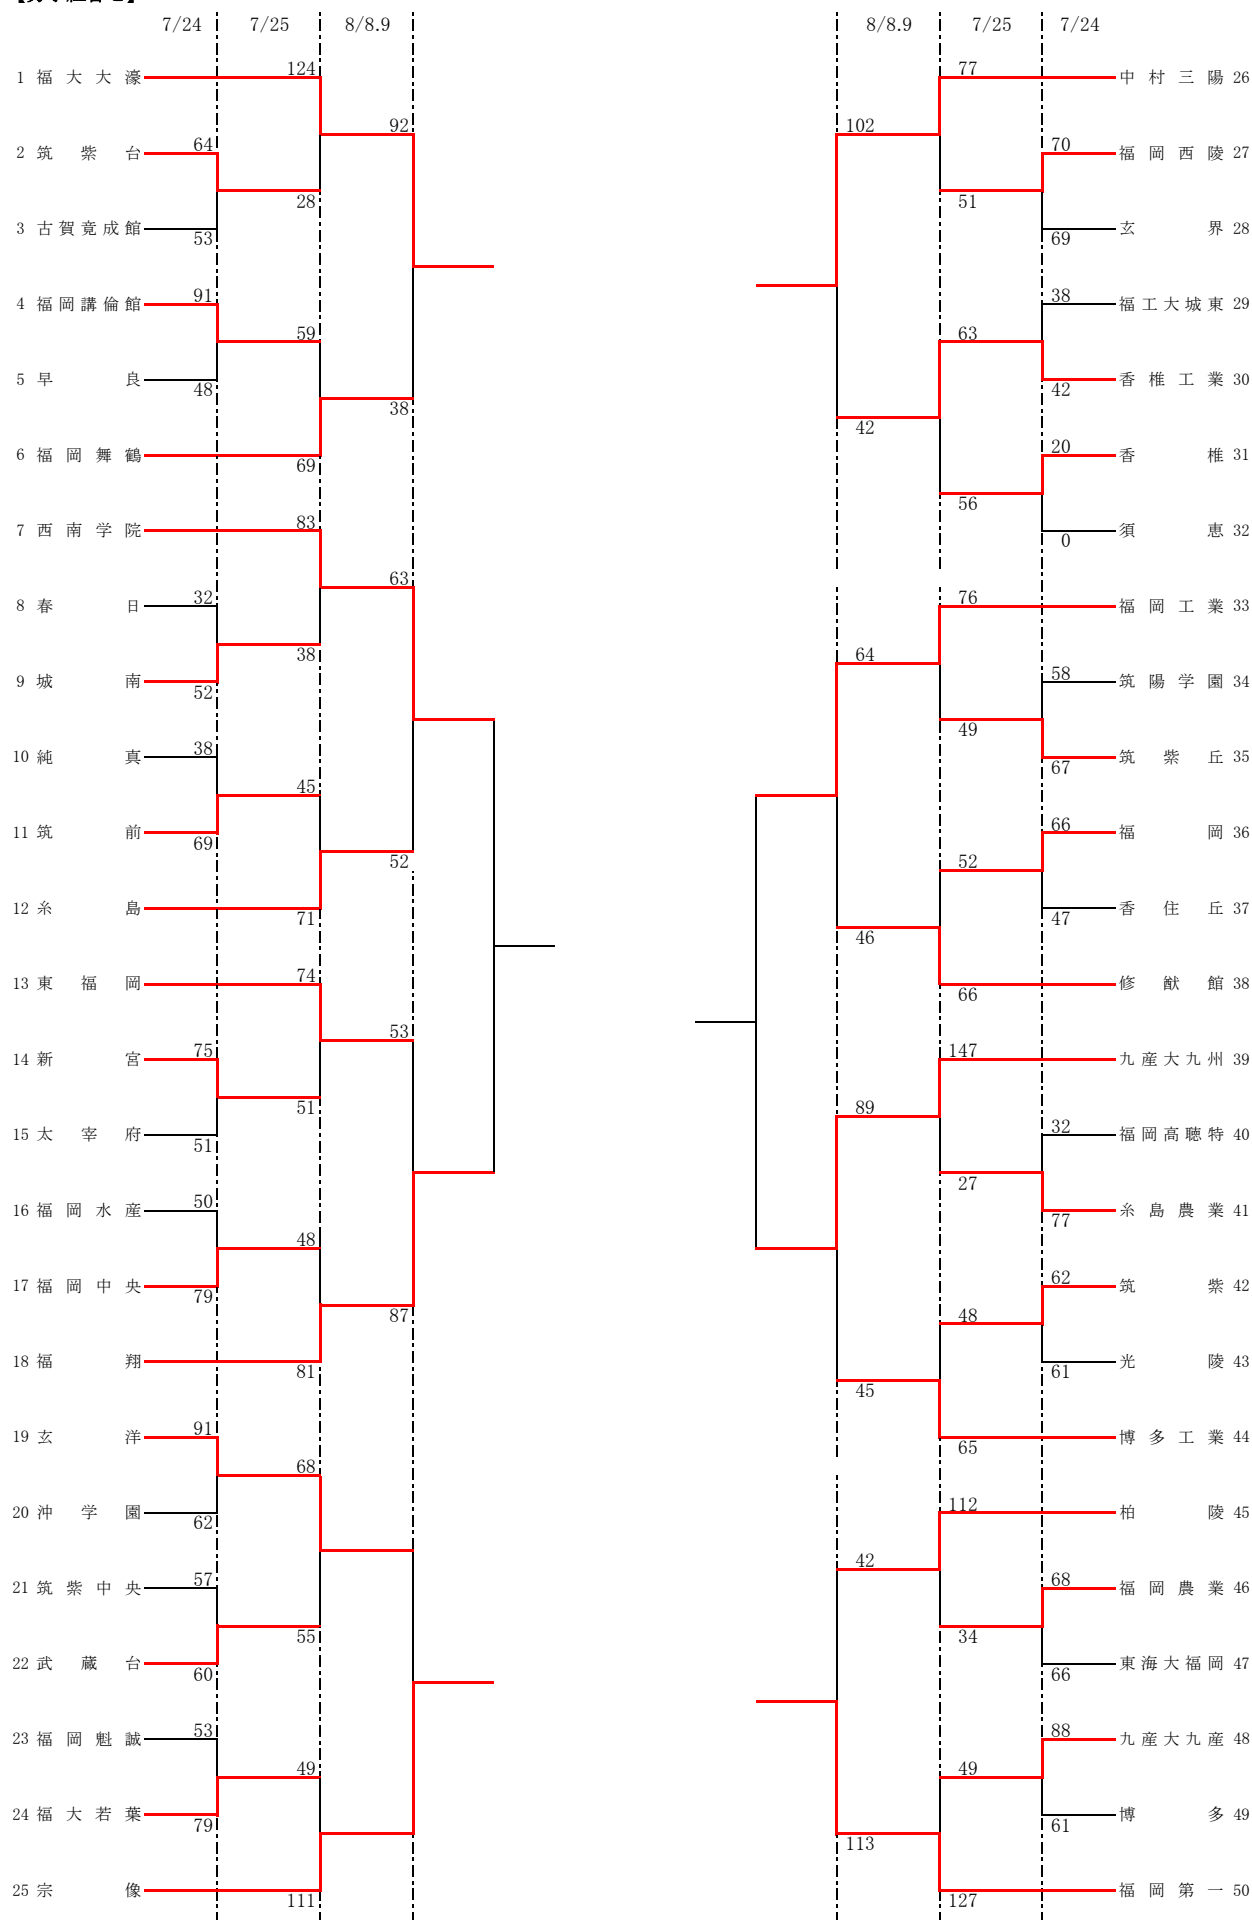 7/24 7/25 8/8.9 8/8.9 7/25 7/24
124 77
1 福大大濠 中村三陽 26
92 102
64 70
2 筑紫台 福岡西陵 27
28 51
3 古賀竟成館 玄界 28
53 69
91 38
4 福岡講倫館 福工大城東 29
59 63
5 早良 香椎工業 30
48 42
38 42
20
6 福岡舞鶴 香椎 31
69 56
83
7 西南学院 須恵 32
0
63
32 76
8 春日 福岡工業 33
38 64
58
9 城南 筑陽学園 34
52 49
38
10 純真 筑紫丘 35
67
45 66
11 筑前 福岡 36
69
52 52
12 糸島 香住丘 37
71 47
46
74
13 東福岡 修猷館 38
66
53
75 147
14 新宮 九産大九州 39
51 89
32
15 太宰府 福岡高聴特 40
51 27
50
16 福岡水産 糸島農業 41
77
48 62
17 福岡中央 筑紫 42
79
87 48
18 福翔 光陵 43
81 61
45
91
19 玄洋 博多工業 44
65
68
112
20 沖学園 柏陵 45
62
42
57 68
21 筑紫中央 福岡農業 46
55 34
22 武蔵台 東海大福岡 47
60 66
53 88
23 福岡魁誠 九産大九産 48
49 49
24 福大若葉 博多 49
79 61
113
25 宗像 福岡第一 50
111 127